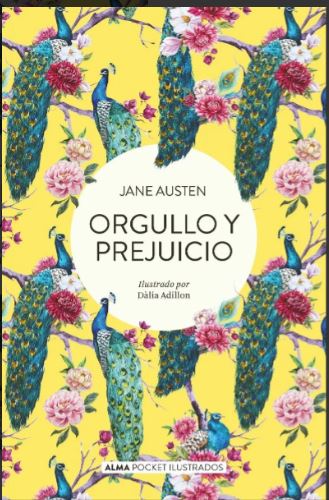 JANE AUSTEN
ORGULLO Y
PREJUICIO
Ilustrado por
Dàlia Adillon
ALMA POCKET ILUSTRADOS